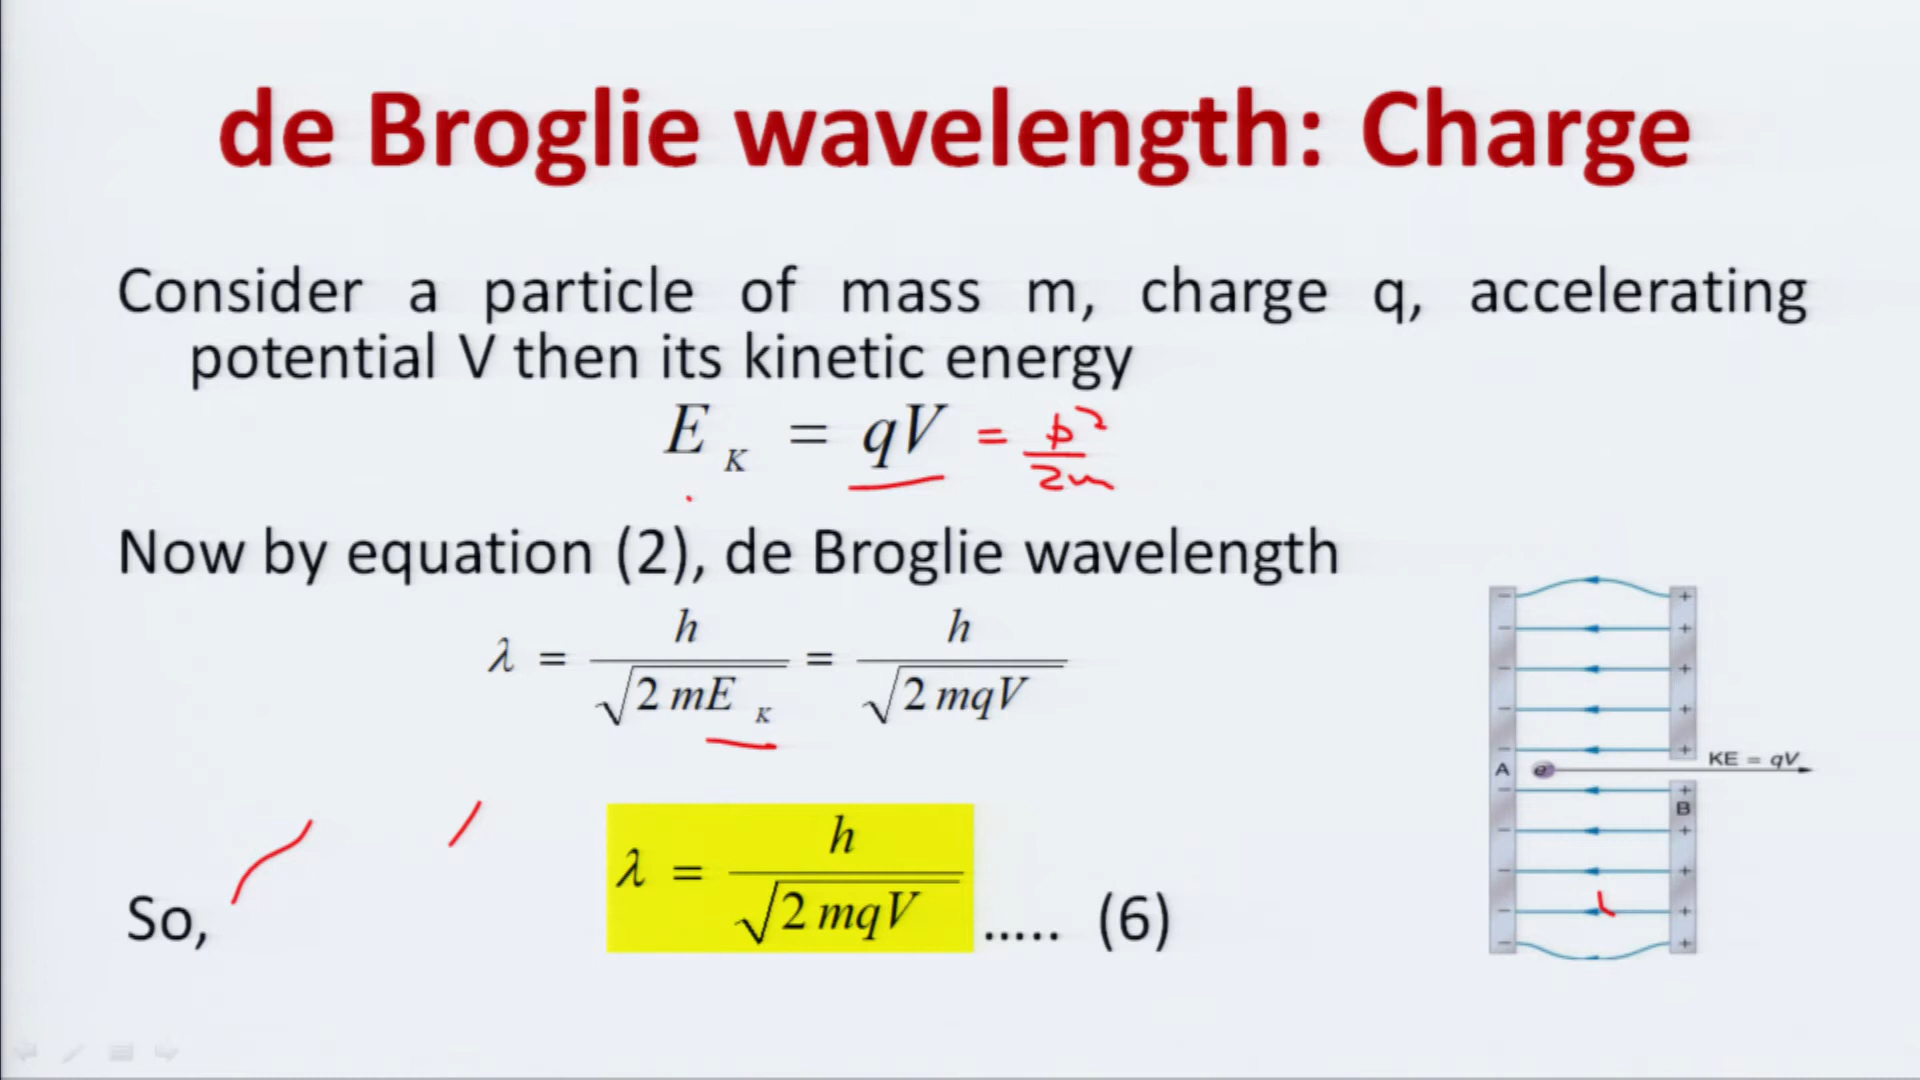 de Broglie wavelength: Charge
Consider a particle of mass m, charge q, accelerating
potential V then its kinetic energy
E_K = qV = p²/2m
Now by equation (2), de Broglie wavelength
λ = h/√(2mE_K) = h/√(2mqV)
KE = qV
A e⁻
B
So, λ = h/√(2mqV) ..... (6)